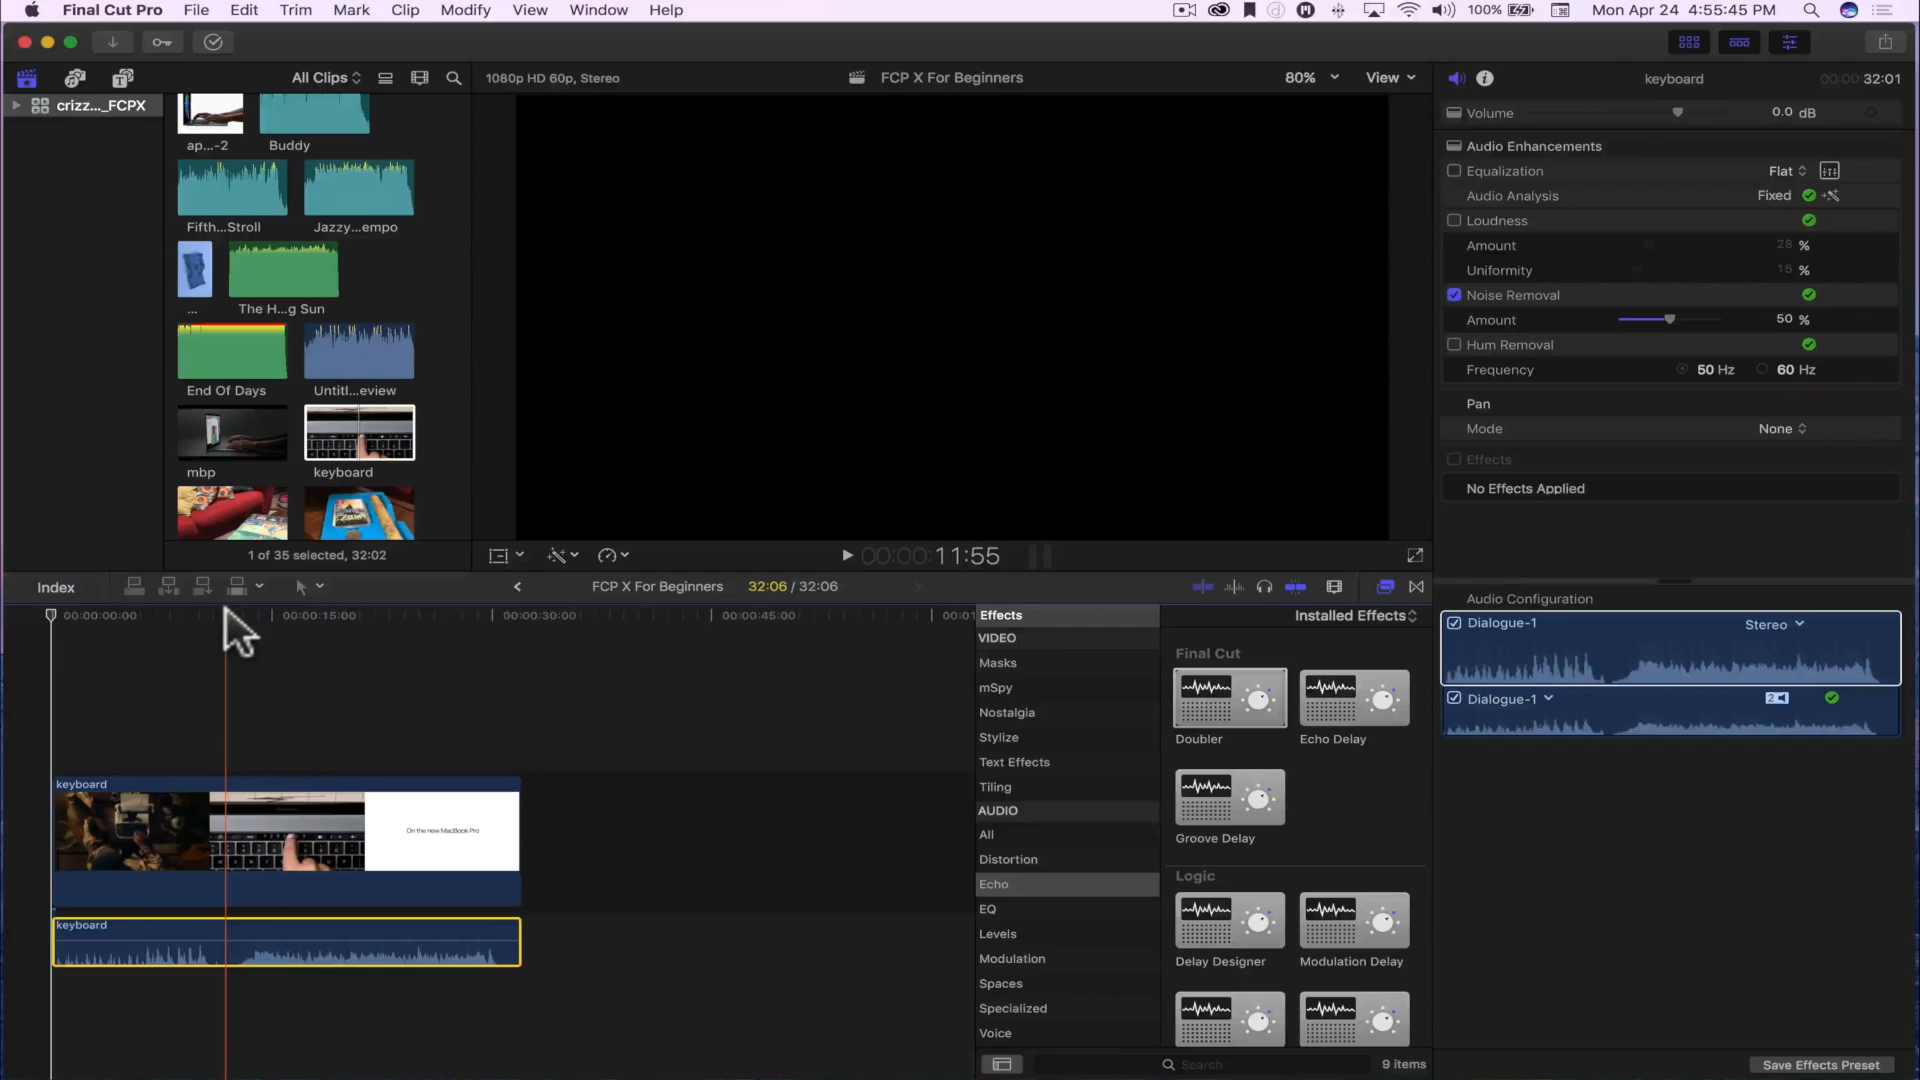 Final Cut Pro File Edit Trim Mark Clip Modify View Window Help 100% Mon Apr 24 4:55:45 PM
All Clips 1080p HD 60p, Stereo FCP X For Beginners 80% View keyboard 00:00:32:01
crizz..._FCPX
ap...-2 Buddy
Fifth...Stroll Jazzy...empo
... The H...g Sun
End Of Days Untitl...eview
mbp keyboard
1 of 35 selected, 32:02
00:00:11:55
Volume 0.0 dB
Audio Enhancements
Equalization Flat
Audio Analysis Fixed
Loudness
Amount 28 %
Uniformity 15 %
Noise Removal
Amount 50 %
Hum Removal
Frequency 50 Hz 60 Hz
Pan
Mode None
Effects
No Effects Applied
Index FCP X For Beginners 32:06 / 32:06
00:00:00:00 00:00:15:00 00:00:30:00 00:00:45:00 00:01
keyboard
On the new MacBook Pro
keyboard
Effects Installed Effects
VIDEO
Masks
mSpy
Nostalgia
Stylize
Text Effects
Tiling
AUDIO
All
Distortion
Echo
EQ
Levels
Modulation
Spaces
Specialized
Voice
Final Cut
Doubler Echo Delay
Groove Delay
Logic
Delay Designer Modulation Delay
Search 9 items
Audio Configuration
Dialogue-1 Stereo
Dialogue-1 2
Save Effects Preset